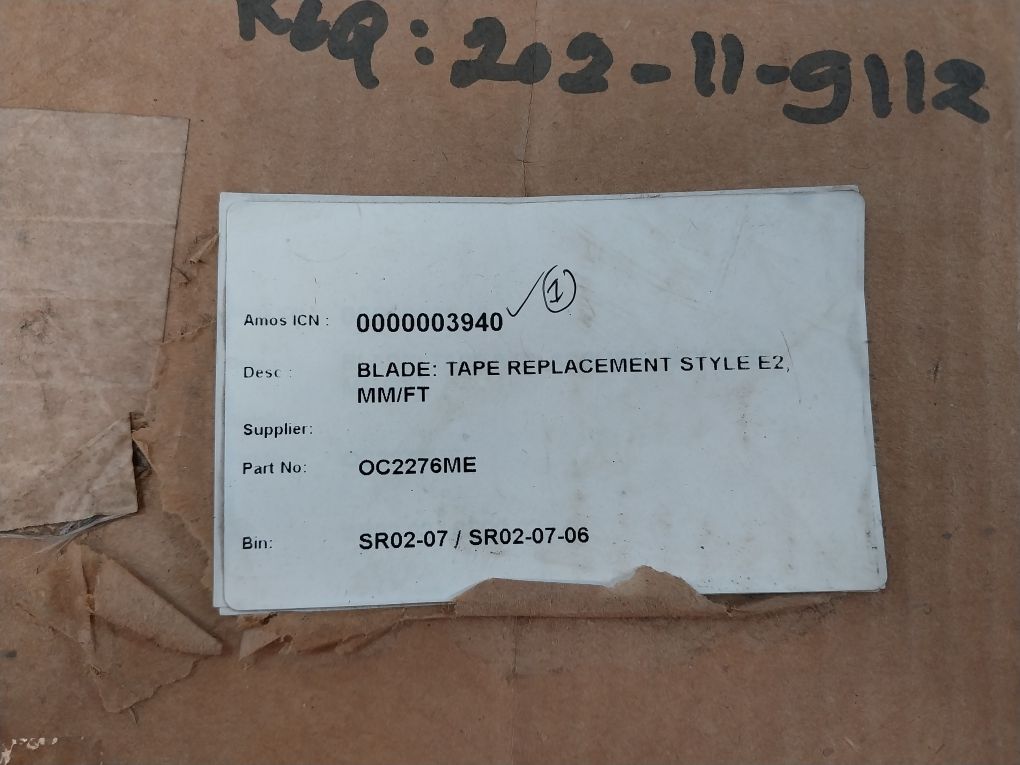 REQ: 202-11-9112
1
Amos ICN : 0000003940
Desc : BLADE: TAPE REPLACEMENT STYLE E2,
MM/FT
Supplier:
Part No: OC2276ME
Bin: SR02-07 / SR02-07-06